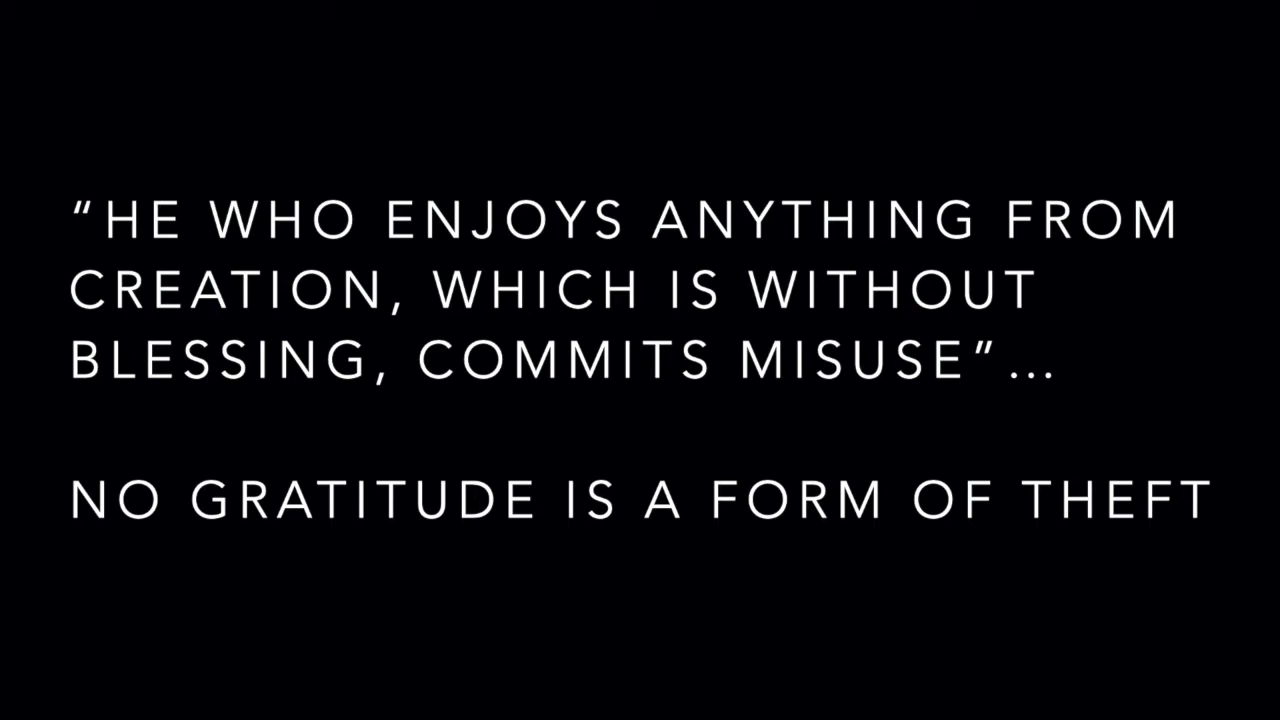 “HE WHO ENJOYS ANYTHING FROM
CREATION, WHICH IS WITHOUT
BLESSING, COMMITS MISUSE”...
NO GRATITUDE IS A FORM OF THEFT